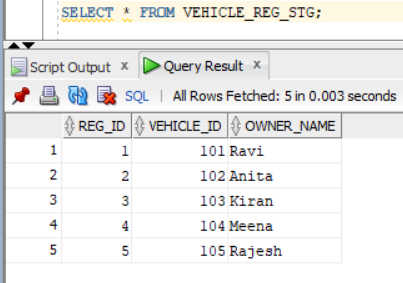 SELECT * FROM VEHICLE_REG_STG;
Script Output x Query Result x
SQL | All Rows Fetched: 5 in 0.003 seconds
REG_ID VEHICLE_ID OWNER_NAME
1 1 101 Ravi
2 2 102 Anita
3 3 103 Kiran
4 4 104 Meena
5 5 105 Rajesh